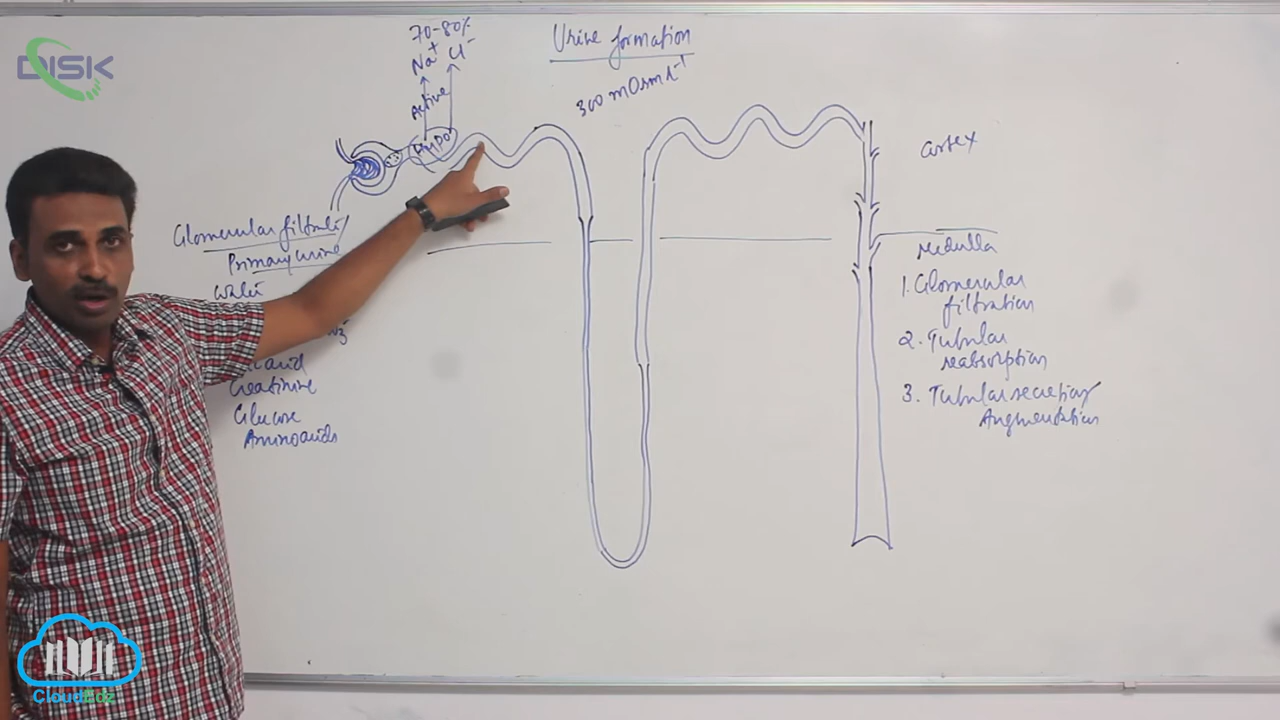 DISK
70-80%
Na⁺ Cl⁻
Active
Urine formation
300 mOsm L⁻¹
Cortex
Glomerular filtrate
Primary urine
Water
Medulla
1. Glomerular
filtration
2. Tubular
reabsorption
3. Tubular secretion
Augmentation
Creatinine
Glucose
Aminoacids
CloudEdz